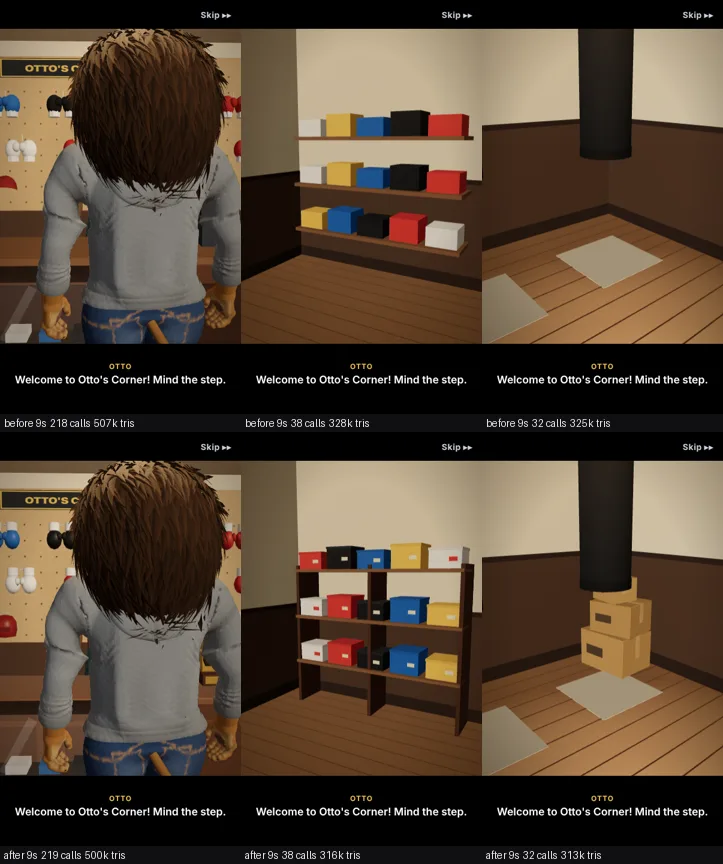 Skip ▸▸
Skip ▸▸
Skip ▸▸
OTTO'S C
OTTO
Welcome to Otto's Corner! Mind the step.
OTTO
Welcome to Otto's Corner! Mind the step.
OTTO
Welcome to Otto's Corner! Mind the step.
before 9s 218 calls 507k tris
before 9s 38 calls 328k tris
before 9s 32 calls 325k tris
Skip ▸▸
Skip ▸▸
Skip ▸▸
OTTO'S C
OTTO
Welcome to Otto's Corner! Mind the step.
OTTO
Welcome to Otto's Corner! Mind the step.
OTTO
Welcome to Otto's Corner! Mind the step.
after 9s 219 calls 500k tris
after 9s 38 calls 316k tris
after 9s 32 calls 313k tris